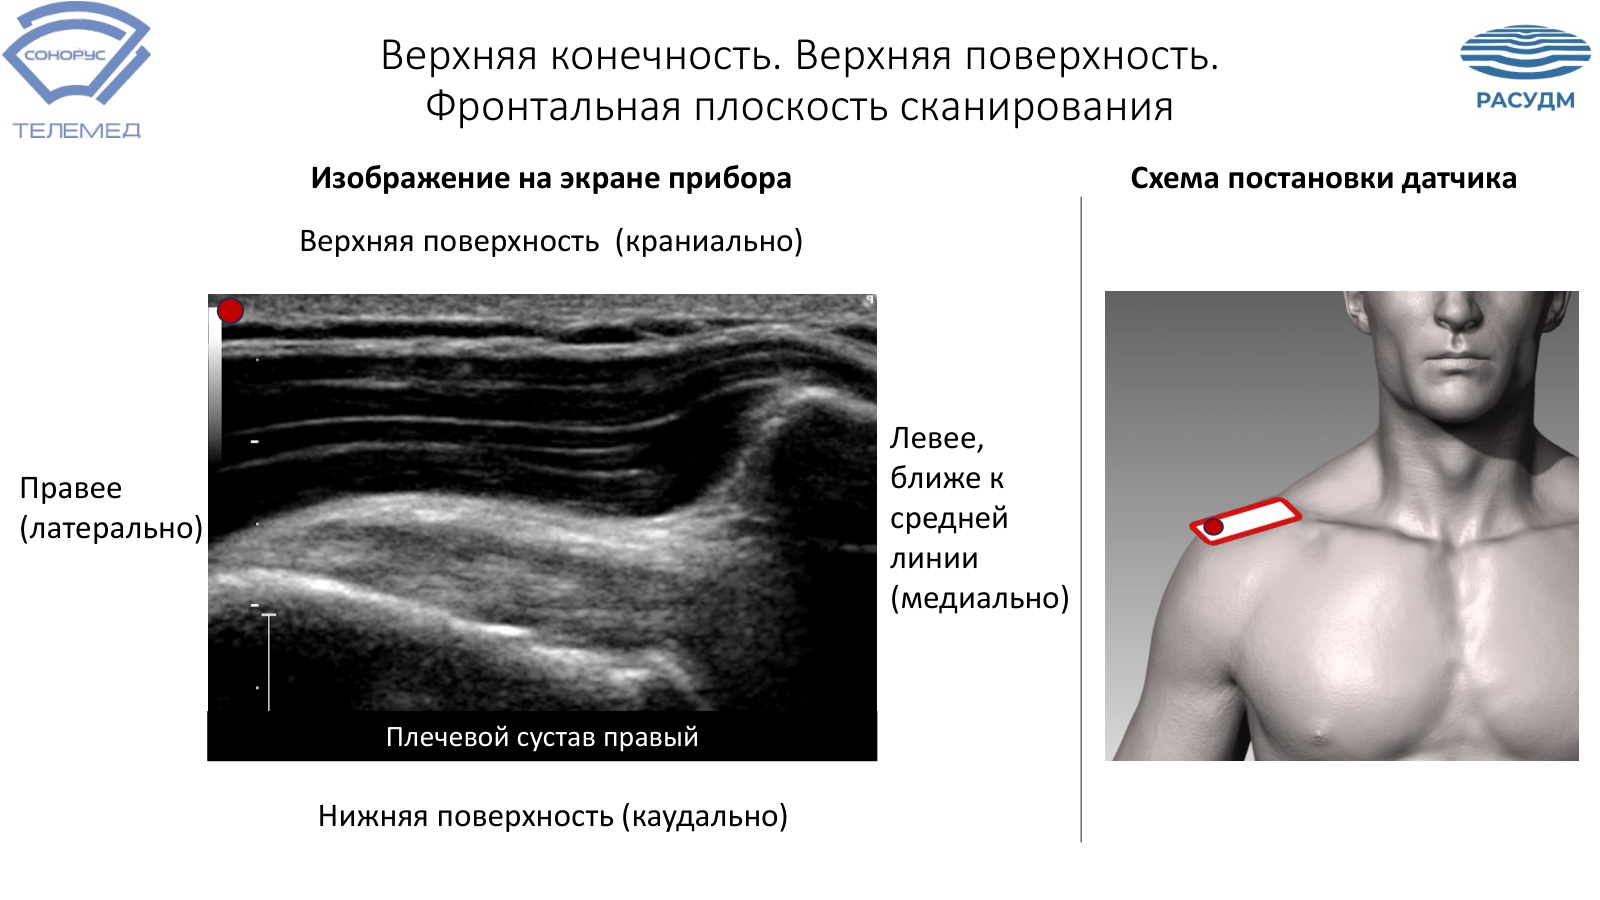 СОНОРУС
ТЕЛЕМЕД
Верхняя конечность. Верхняя поверхность.
Фронтальная плоскость сканирования
РАСУДМ
Изображение на экране прибора
Схема постановки датчика
Верхняя поверхность (краниально)
Правее
(латерально)
Левее,
ближе к
средней
линии
(медиально)
Плечевой сустав правый
Нижняя поверхность (каудально)